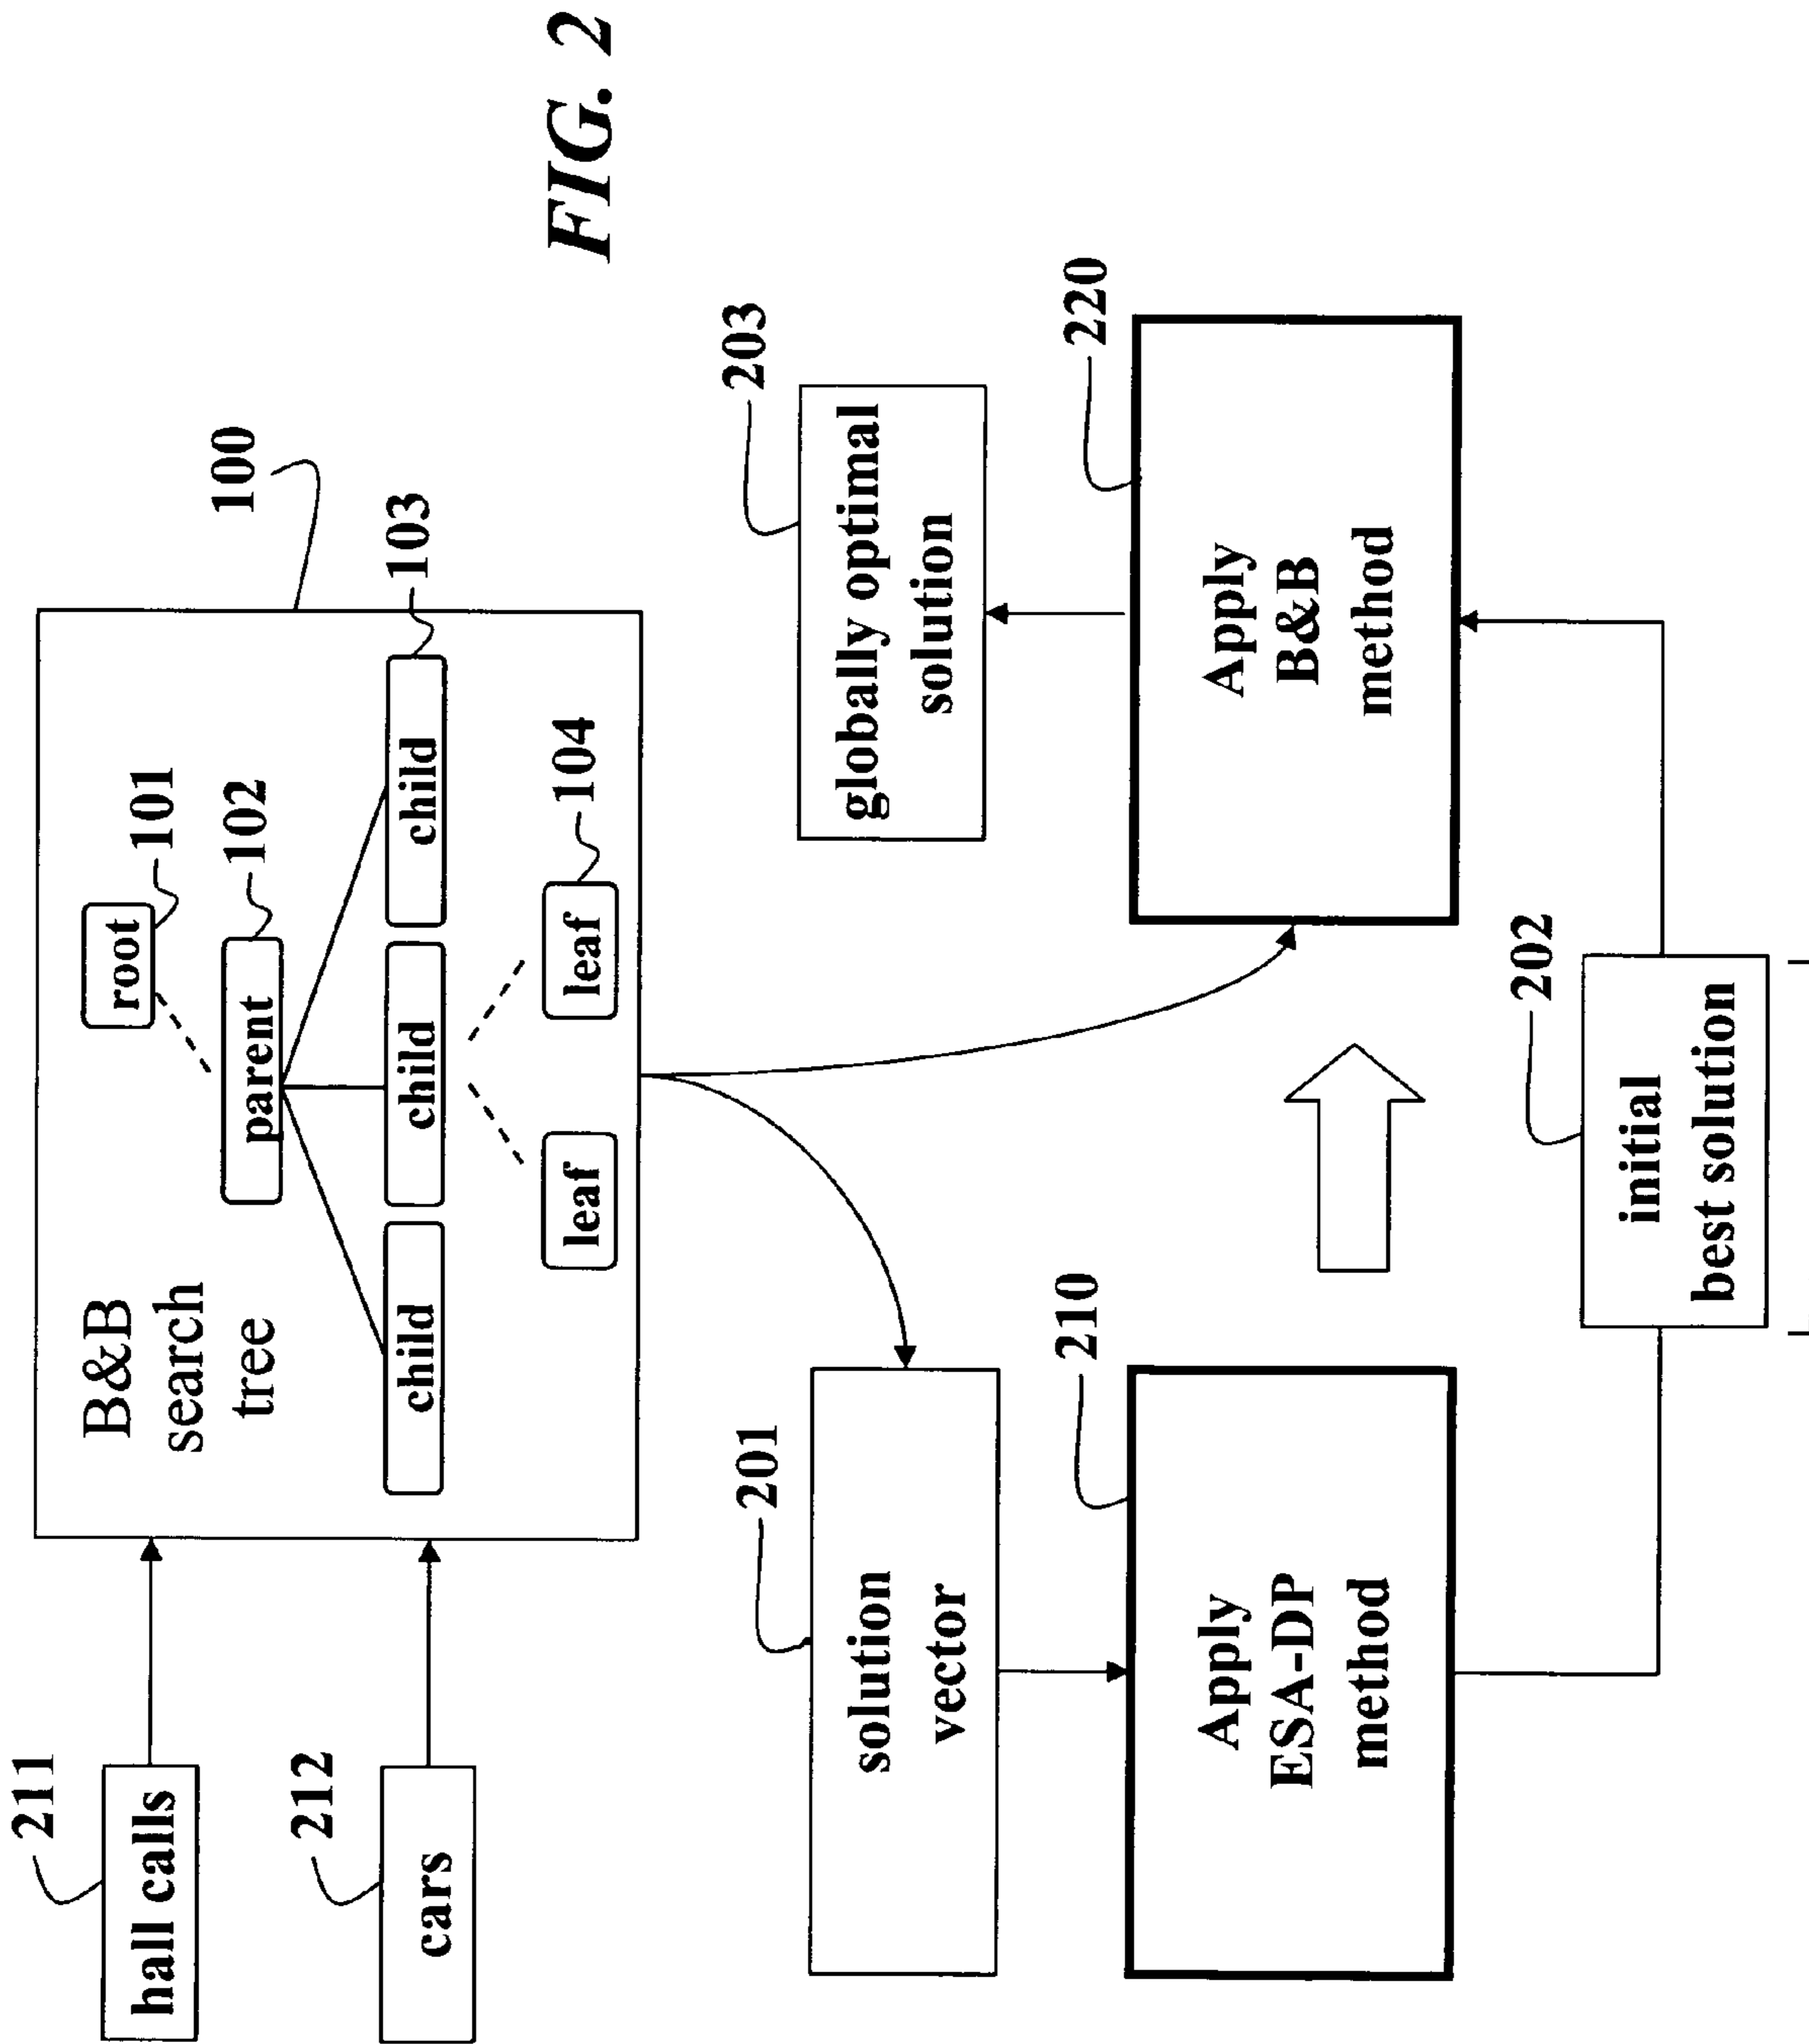 211
hall calls
212
cars
B&B
search
tree
100
root
101
parent
102
child
child
child
103
leaf
leaf
104
FIG. 2
201
solution
vector
203
globally optimal
solution
210
Apply
ESA-DP
method
220
Apply
B&B
method
202
initial
best solution